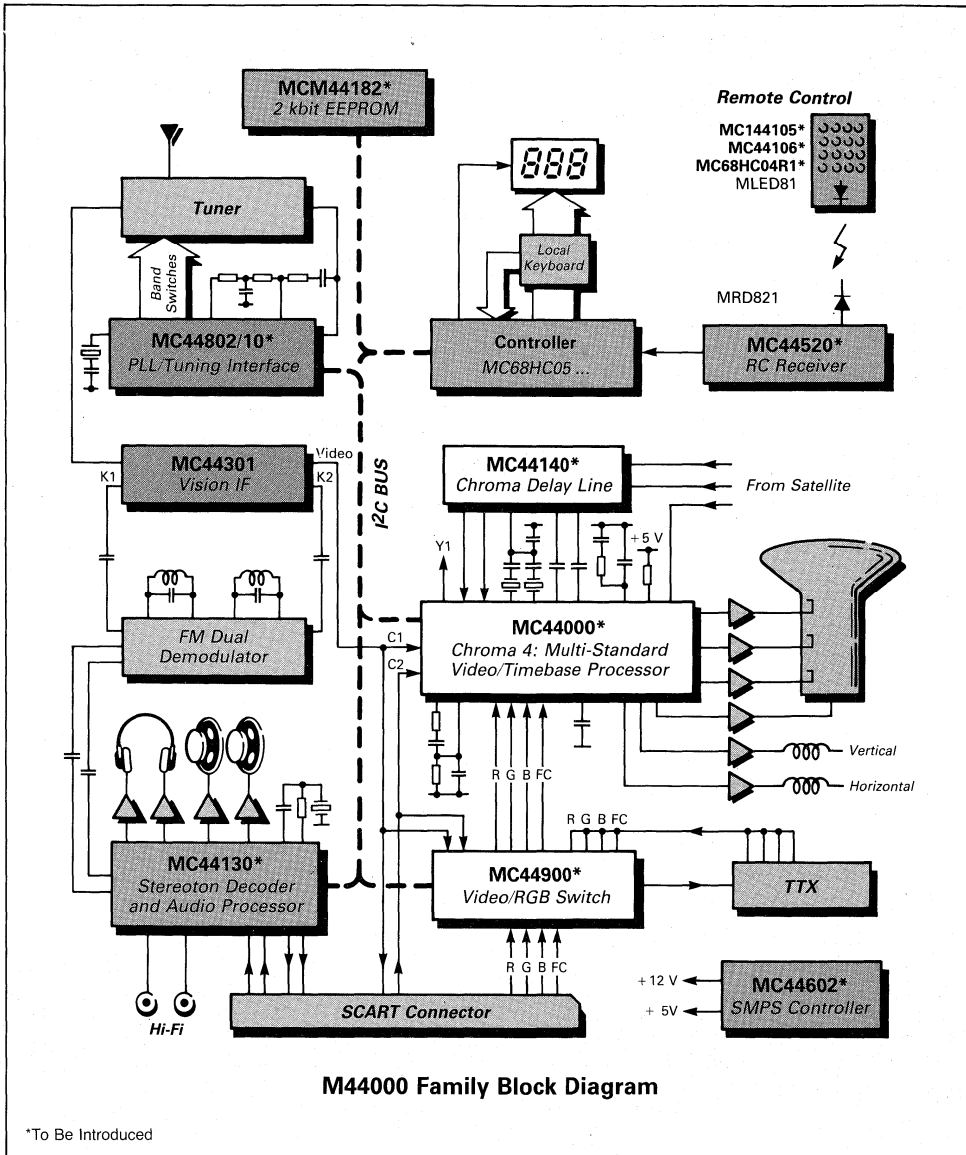 MCM44182*
2 kbit EEPROM
Remote Control
MC144105*
MC44106*
MC68HC04R1*
MLED81
888
Tuner
Local
Keyboard
Band
Switches
MRD821
MC44802/10*
PLL/Tuning Interface
Controller
MC68HC05 ...
MC44520*
RC Receiver
MC44301
Vision IF
Video
K1
K2
I²C BUS
MC44140*
Chroma Delay Line
From Satellite
Y1
+5 V
FM Dual
Demodulator
C1
C2
MC44000*
Chroma 4: Multi-Standard
Video/Timebase Processor
Vertical
Horizontal
R G B FC
R G B FC
MC44130*
Stereoton Decoder
and Audio Processor
MC44900*
Video/RGB Switch
TTX
R G B FC
Hi-Fi
SCART Connector
+12 V
+ 5V
MC44602*
SMPS Controller
M44000 Family Block Diagram
*To Be Introduced